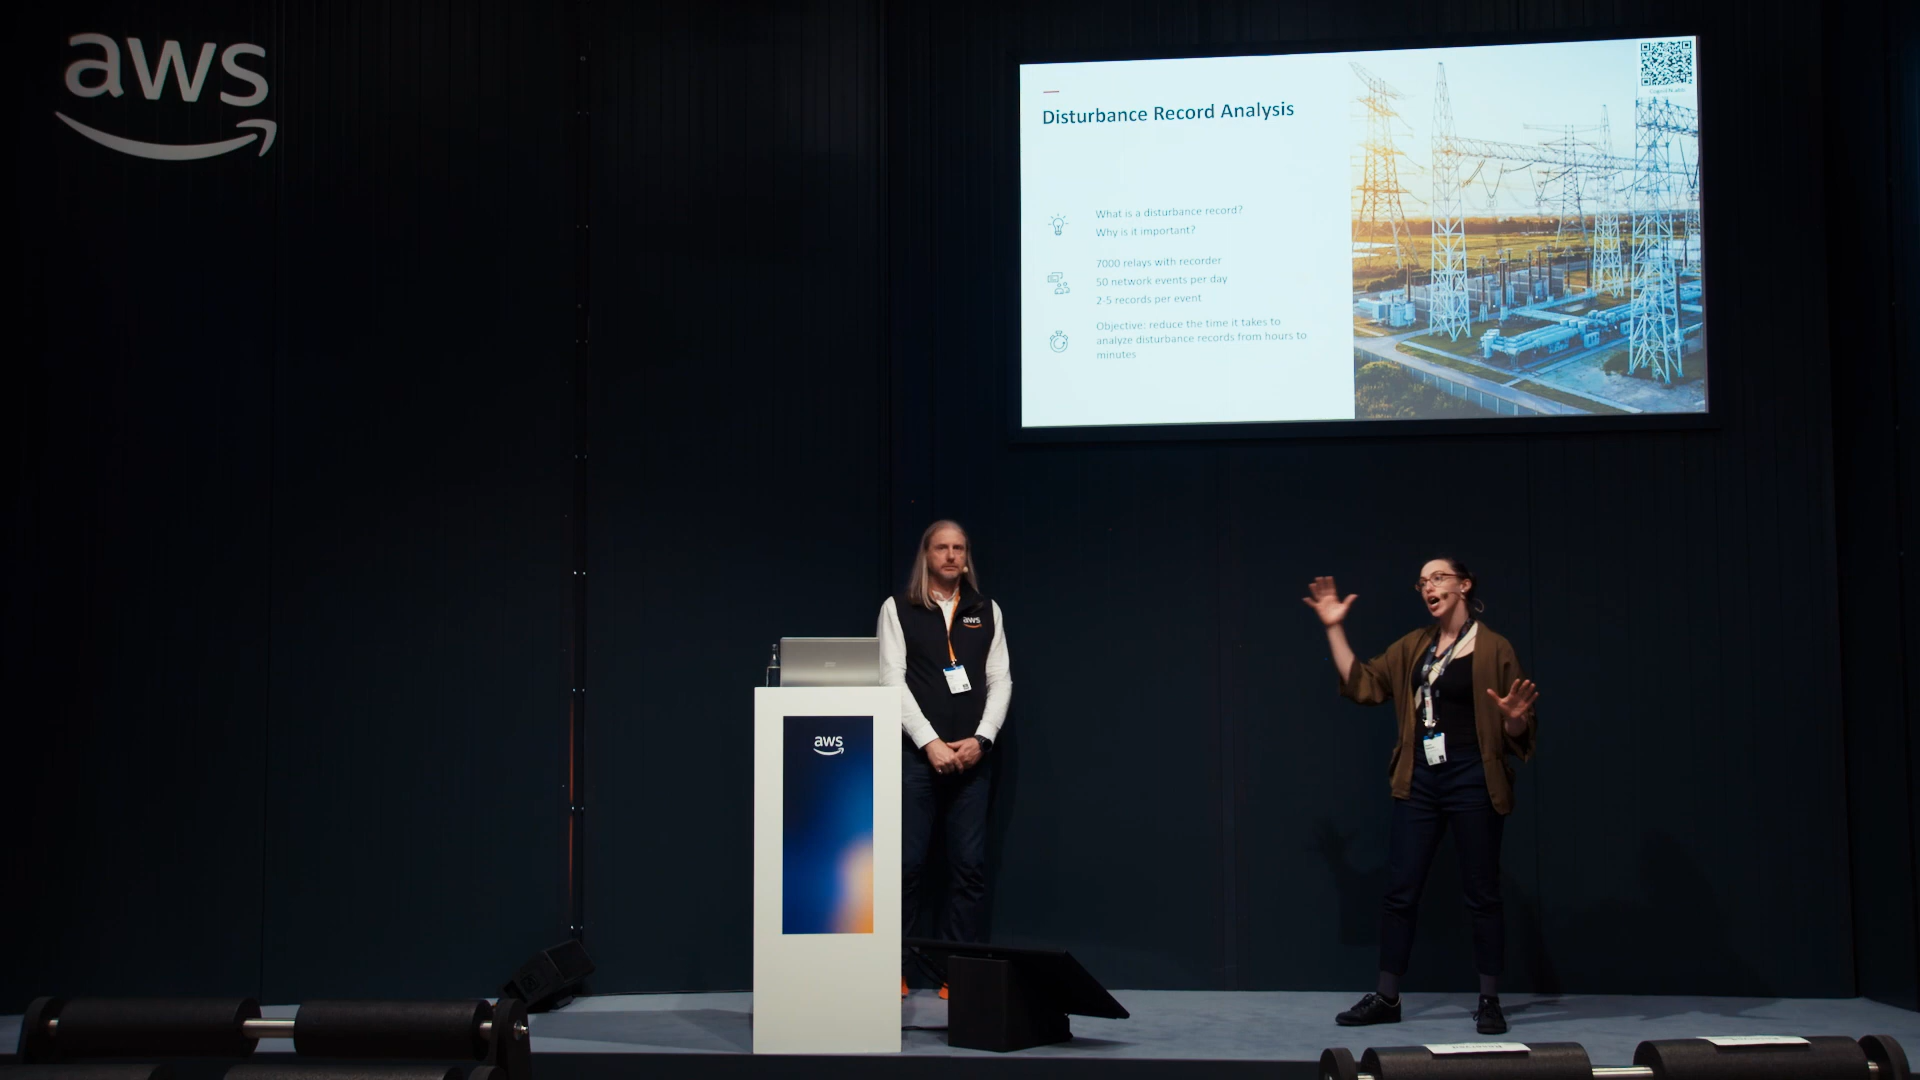 aws
Disturbance Record Analysis
What is a disturbance record?
Why is it important?
7000 relays with recorder
50 network events per day
2-5 records per event
Objective: reduce the time it takes to
analyze disturbance records from hours to
minutes
aws
aws
Reserved